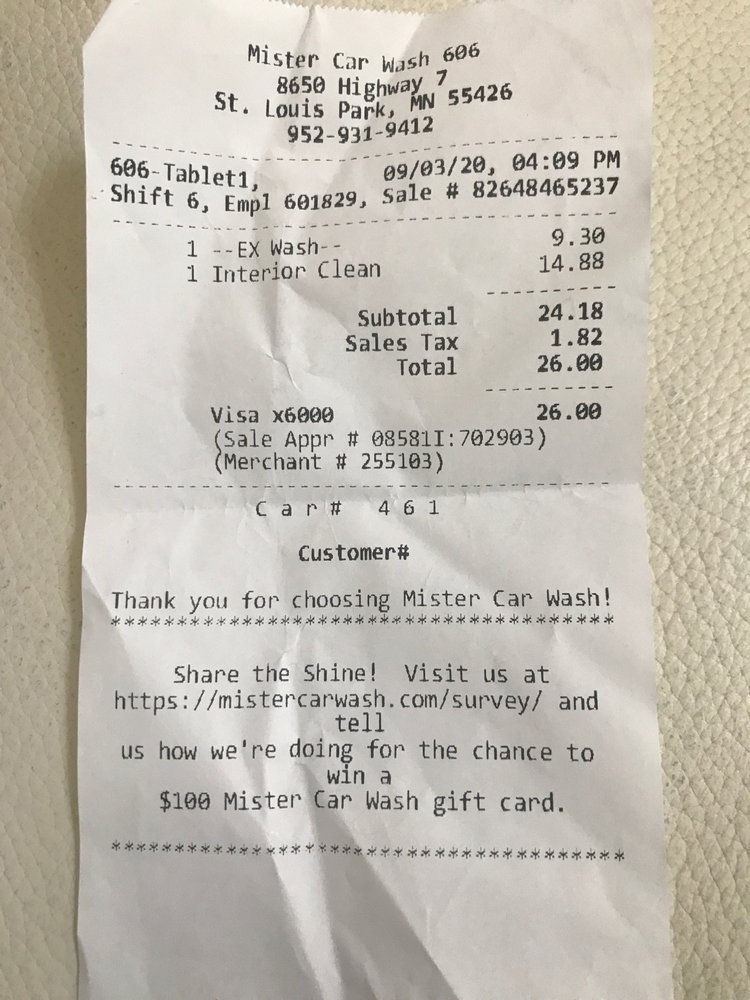 Mister Car Wash 606
8650 Highway 7
St. Louis Park, MN 55426
952-931-9412
606-Tablet1, 09/03/20, 04:09 PM
Shift 6, Empl 601829, Sale # 82648465237
1 --EX Wash-- 9.30
1 Interior Clean 14.88
Subtotal 24.18
Sales Tax 1.82
Total 26.00
Visa x6000 26.00
(Sale Appr # 08581I:702903)
(Merchant # 255103)
Car# 461
Customer#
Thank you for choosing Mister Car Wash!
***************************************
Share the Shine! Visit us at
https://mistercarwash.com/survey/ and
tell
us how we're doing for the chance to
win a
$100 Mister Car Wash gift card.
***************************************